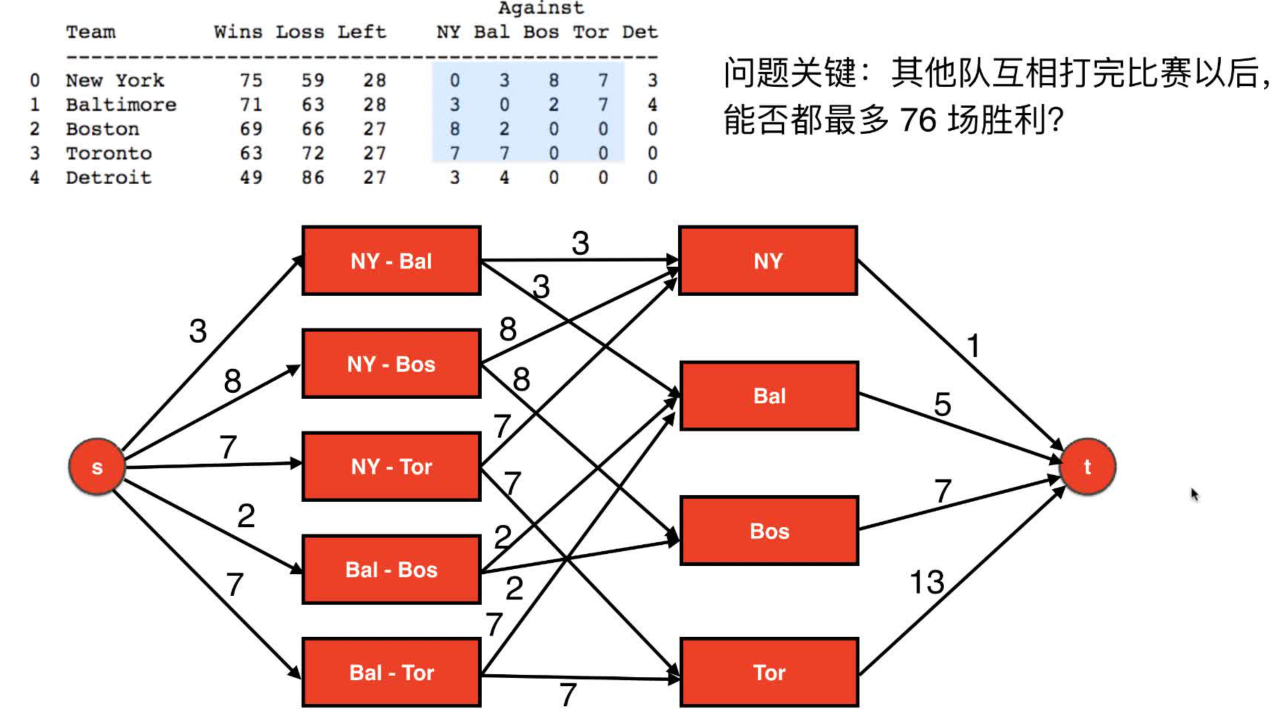 Against
Team Wins Loss Left NY Bal Bos Tor Det
------------------------------------------------
0 New York 75 59 28 0 3 8 7 3
1 Baltimore 71 63 28 3 0 2 7 4
2 Boston 69 66 27 8 2 0 0 0
3 Toronto 63 72 27 7 7 0 0 0
4 Detroit 49 86 27 3 4 0 0 0
问题关键：其他队互相打完比赛以后，
能否都最多 76 场胜利？
NY - Bal
3
NY
3
3
1
8
NY - Bos
8
8
Bal
5
7
s
NY - Tor
7
7
t
2
Bal - Bos
2
2
Bos
7
7
Bal - Tor
7
7
Tor
13